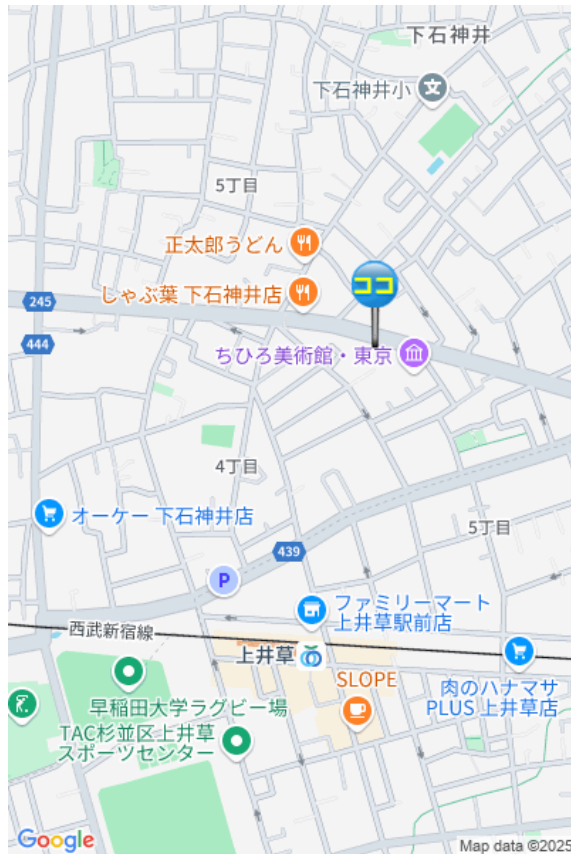 下石神井
下石神井小
文
5丁目
正太郎うどん
ココ
しゃぶ葉 下石神井店
245
444
ちひろ美術館・東京
4丁目
オーケー 下石神井店
5丁目
439
P
ファミリーマート
上井草駅前店
西武新宿線
上井草
肉のハナマサ
PLUS 上井草店
SLOPE
早稲田大学ラグビー場
TAC杉並区上井草
スポーツセンター
Google
Map data ©2025